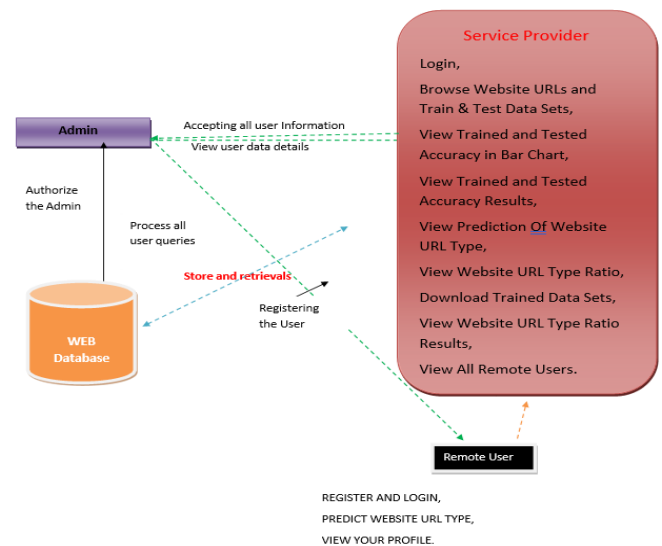 Service Provider
Login,
Browse Website URLs and
Train & Test Data Sets,
View Trained and Tested
Accuracy in Bar Chart,
View Trained and Tested
Accuracy Results,
View Prediction Of Website
URL Type,
View Website URL Type Ratio,
Download Trained Data Sets,
View Website URL Type Ratio
Results,
View All Remote Users.
Admin
Accepting all user Information
View user data details
Authorize
the Admin
Process all
user queries
Store and retrievals
Registering
the User
WEB
Database
Remote User
REGISTER AND LOGIN,
PREDICT WEBSITE URL TYPE,
VIEW YOUR PROFILE.